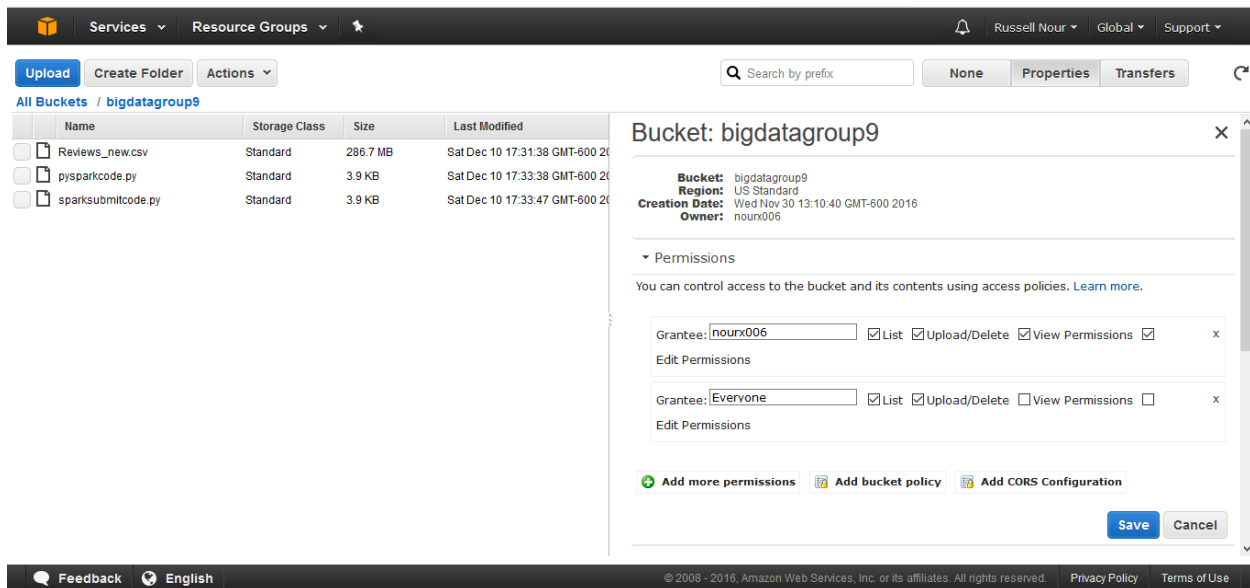 Services Resource Groups Russell Nour Global Support
Upload Create Folder Actions Search by prefix None Properties Transfers
All Buckets / bigdatagroup9
Name Storage Class Size Last Modified
Reviews_new.csv Standard 286.7 MB Sat Dec 10 17:31:38 GMT-600 20
pysparkcode.py Standard 3.9 KB Sat Dec 10 17:33:38 GMT-600 20
sparksubmitcode.py Standard 3.9 KB Sat Dec 10 17:33:47 GMT-600 20
Bucket: bigdatagroup9
Bucket: bigdatagroup9
Region: US Standard
Creation Date: Wed Nov 30 13:10:40 GMT-600 2016
Owner: nourx006
Permissions
You can control access to the bucket and its contents using access policies. Learn more.
Grantee: nourx006 List Upload/Delete View Permissions x
Edit Permissions
Grantee: Everyone List Upload/Delete View Permissions x
Edit Permissions
Add more permissions Add bucket policy Add CORS Configuration
Save Cancel
Feedback English © 2008 - 2016, Amazon Web Services, Inc. or its affiliates. All rights reserved. Privacy Policy Terms of Use